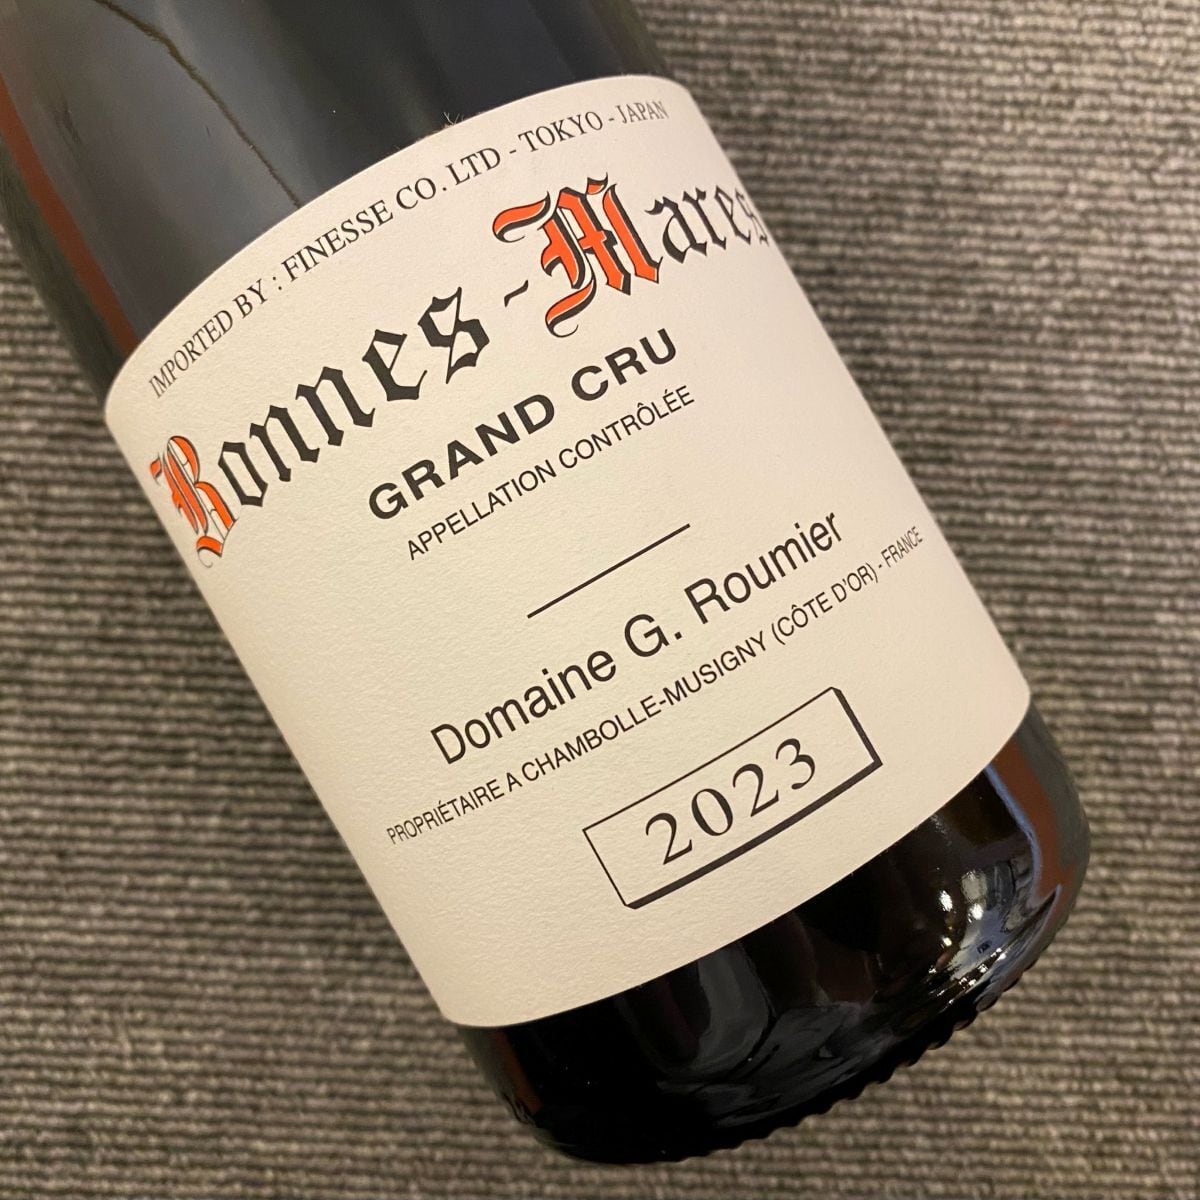 IMPORTED BY : FINESSE CO. LTD - TOKYO - JAPAN
Bonnes-Mares
GRAND CRU
APPELLATION CONTRÔLÉE
Domaine G. Roumier
PROPRIÉTAIRE A CHAMBOLLE-MUSIGNY (CÔTE D'OR) - FRANCE
2023